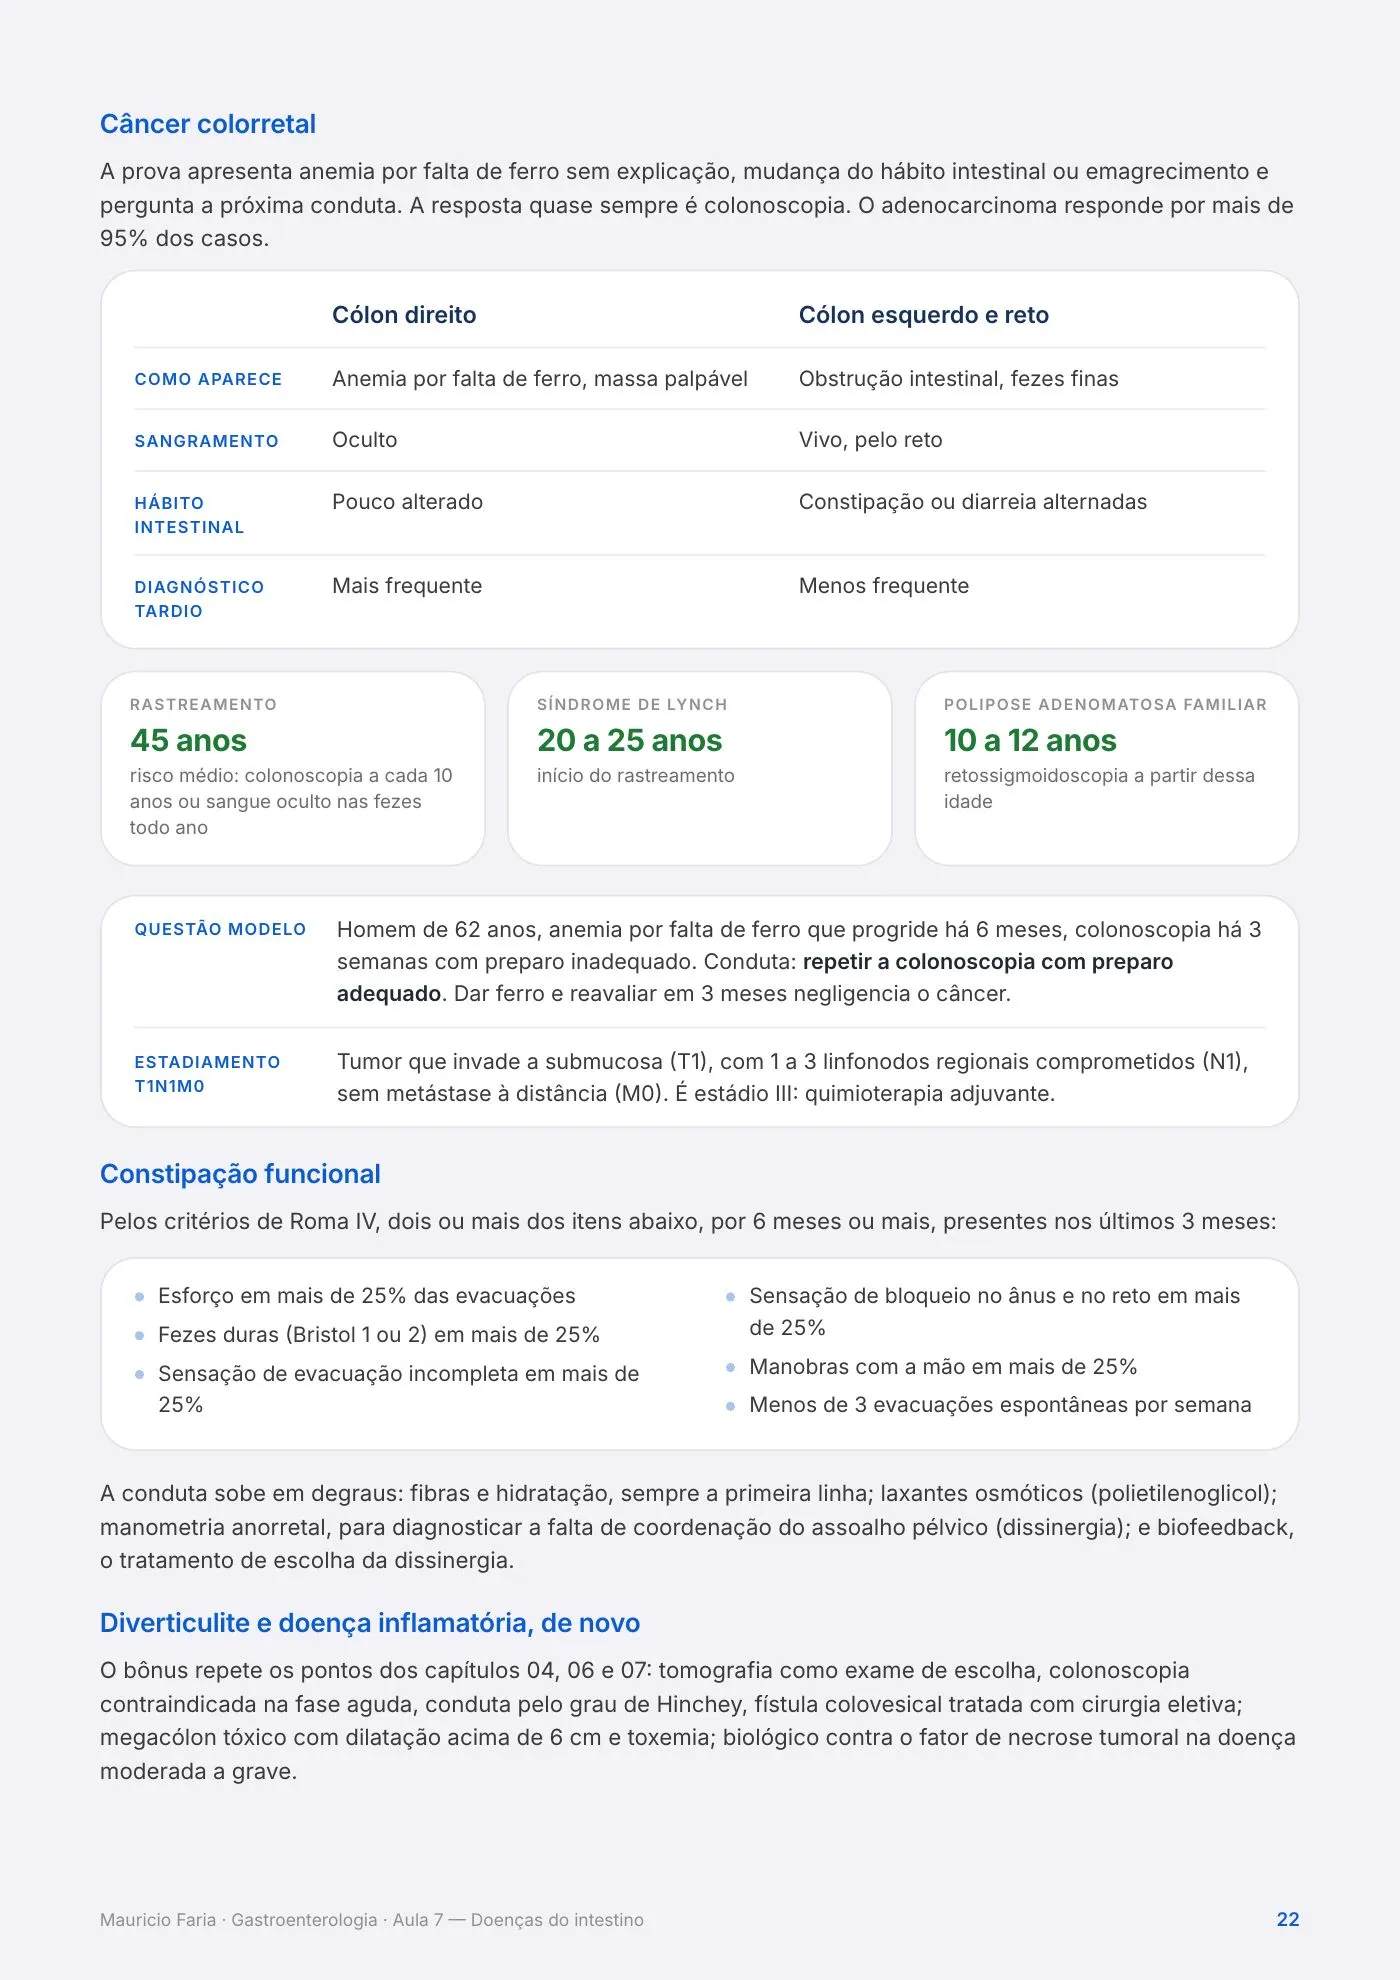 Câncer colorretal
A prova apresenta anemia por falta de ferro sem explicação, mudança do hábito intestinal ou emagrecimento e
pergunta a próxima conduta. A resposta quase sempre é colonoscopia. O adenocarcinoma responde por mais de
95% dos casos.
Cólon direito
Cólon esquerdo e reto
COMO APARECE
Anemia por falta de ferro, massa palpável
Obstrução intestinal, fezes finas
SANGRAMENTO
Oculto
Vivo, pelo reto
HÁBITO
INTESTINAL
Pouco alterado
Constipação ou diarreia alternadas
DIAGNÓSTICO
TARDIO
Mais frequente
Menos frequente
RASTREAMENTO
45 anos
risco médio: colonoscopia a cada 10
anos ou sangue oculto nas fezes
todo ano
SÍNDROME DE LYNCH
20 a 25 anos
início do rastreamento
POLIPOSE ADENOMATOSA FAMILIAR
10 a 12 anos
retossigmoidoscopia a partir dessa
idade
QUESTÃO MODELO
Homem de 62 anos, anemia por falta de ferro que progride há 6 meses, colonoscopia há 3
semanas com preparo inadequado. Conduta: repetir a colonoscopia com preparo
adequado. Dar ferro e reavaliar em 3 meses negligencia o câncer.
ESTADIAMENTO
T1N1M0
Tumor que invade a submucosa (T1), com 1 a 3 linfonodos regionais comprometidos (N1),
sem metástase à distância (M0). É estádio III: quimioterapia adjuvante.
Constipação funcional
Pelos critérios de Roma IV, dois ou mais dos itens abaixo, por 6 meses ou mais, presentes nos últimos 3 meses:
Esforço em mais de 25% das evacuações
Fezes duras (Bristol 1 ou 2) em mais de 25%
Sensação de evacuação incompleta em mais de
25%
Sensação de bloqueio no ânus e no reto em mais
de 25%
Manobras com a mão em mais de 25%
Menos de 3 evacuações espontâneas por semana
A conduta sobe em degraus: fibras e hidratação, sempre a primeira linha; laxantes osmóticos (polietilenoglicol);
manometria anorretal, para diagnosticar a falta de coordenação do assoalho pélvico (dissinergia); e biofeedback,
o tratamento de escolha da dissinergia.
Diverticulite e doença inflamatória, de novo
O bônus repete os pontos dos capítulos 04, 06 e 07: tomografia como exame de escolha, colonoscopia
contraindicada na fase aguda, conduta pelo grau de Hinchey, fístula colovesical tratada com cirurgia eletiva;
megacólon tóxico com dilatação acima de 6 cm e toxemia; biológico contra o fator de necrose tumoral na doença
moderada a grave.
Mauricio Faria · Gastroenterologia · Aula 7 — Doenças do intestino
22